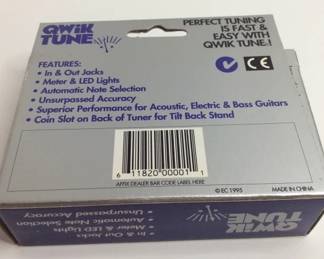 QWIK
TUNE
PERFECT TUNING
IS FAST &
EASY WITH
QWIK TUNE.!
FEATURES:
• In & Out Jacks
• Meter & LED Lights
• Automatic Note Selection
• Unsurpassed Accuracy
• Superior Performance for Acoustic, Electric & Bass Guitars
• Coin Slot on Back of Tuner for Tilt Back Stand
CE
6 11820 00001 1
AFFIX DEALER BAR CODE LABEL HERE
© EC 1995
MADE IN CHINA
QWIK
TUNE
• In & Out Jacks
• Meter & LED Lights
• Automatic Note Selection
• Unsurpassed Accuracy